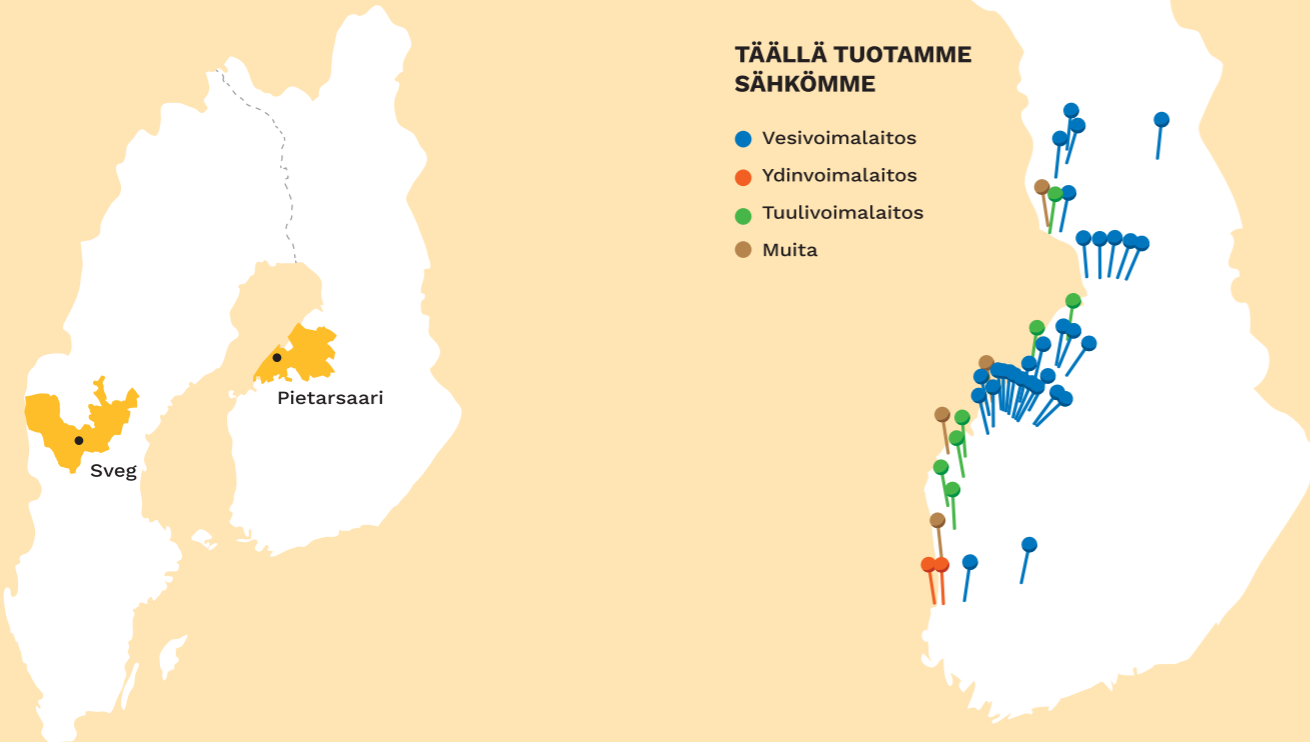 TÄÄLLÄ TUOTAMME
SÄHKÖMME
Vesivoimalaitos
Ydinvoimalaitos
Tuulivoimalaitos
Muita
Pietarsaari
Sveg